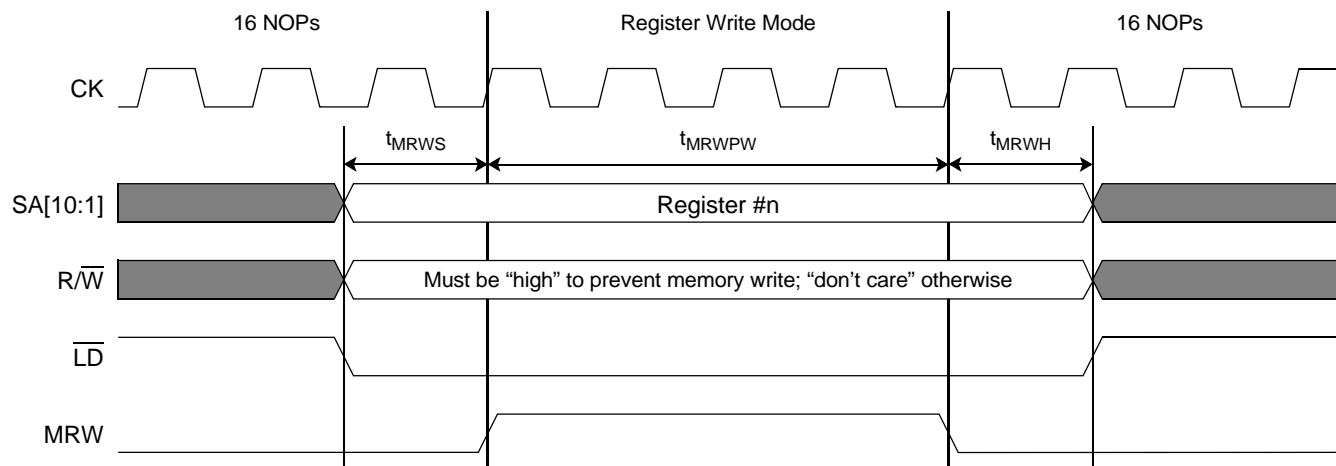 16 NOPs Register Write Mode 16 NOPs
CK
tMRWS tMRWPW tMRWH
SA[10:1] Register #n
R/W̅ Must be “high” to prevent memory write; “don’t care” otherwise
L̅D̅
MRW